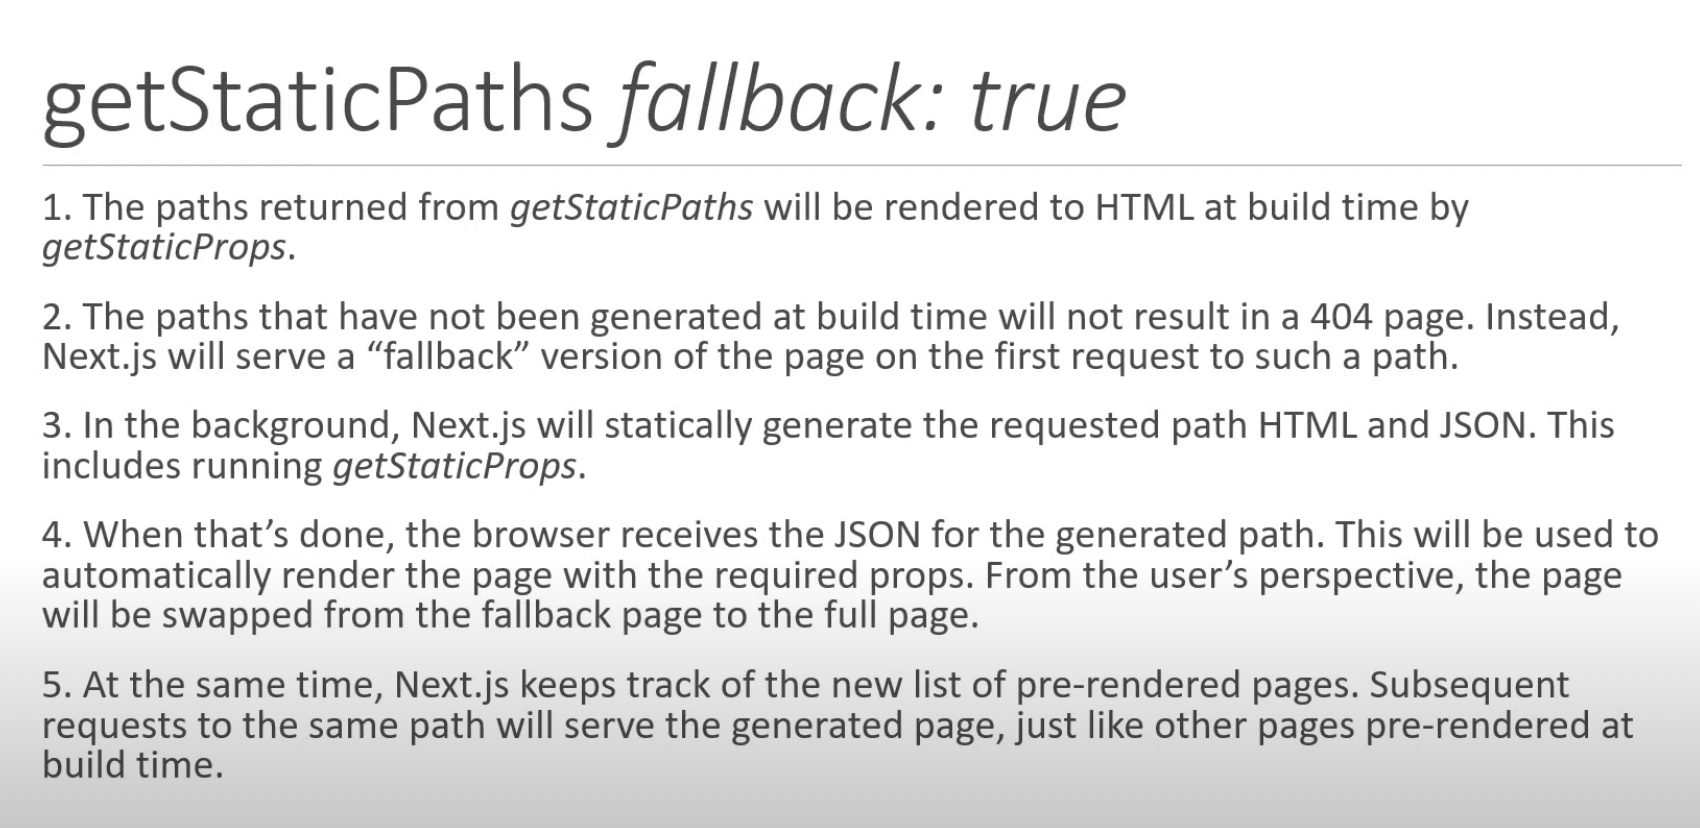 getStaticPaths fallback: true
1. The paths returned from getStaticPaths will be rendered to HTML at build time by
getStaticProps.
2. The paths that have not been generated at build time will not result in a 404 page. Instead,
Next.js will serve a “fallback” version of the page on the first request to such a path.
3. In the background, Next.js will statically generate the requested path HTML and JSON. This
includes running getStaticProps.
4. When that’s done, the browser receives the JSON for the generated path. This will be used to
automatically render the page with the required props. From the user’s perspective, the page
will be swapped from the fallback page to the full page.
5. At the same time, Next.js keeps track of the new list of pre-rendered pages. Subsequent
requests to the same path will serve the generated page, just like other pages pre-rendered at
build time.